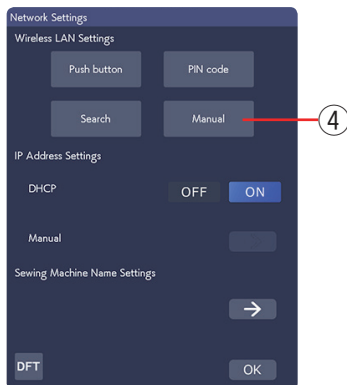 Network Settings
Wireless LAN Settings
Push button PIN code
Search Manual
4
IP Address Settings
DHCP OFF ON
Manual
Sewing Machine Name Settings
DFT OK